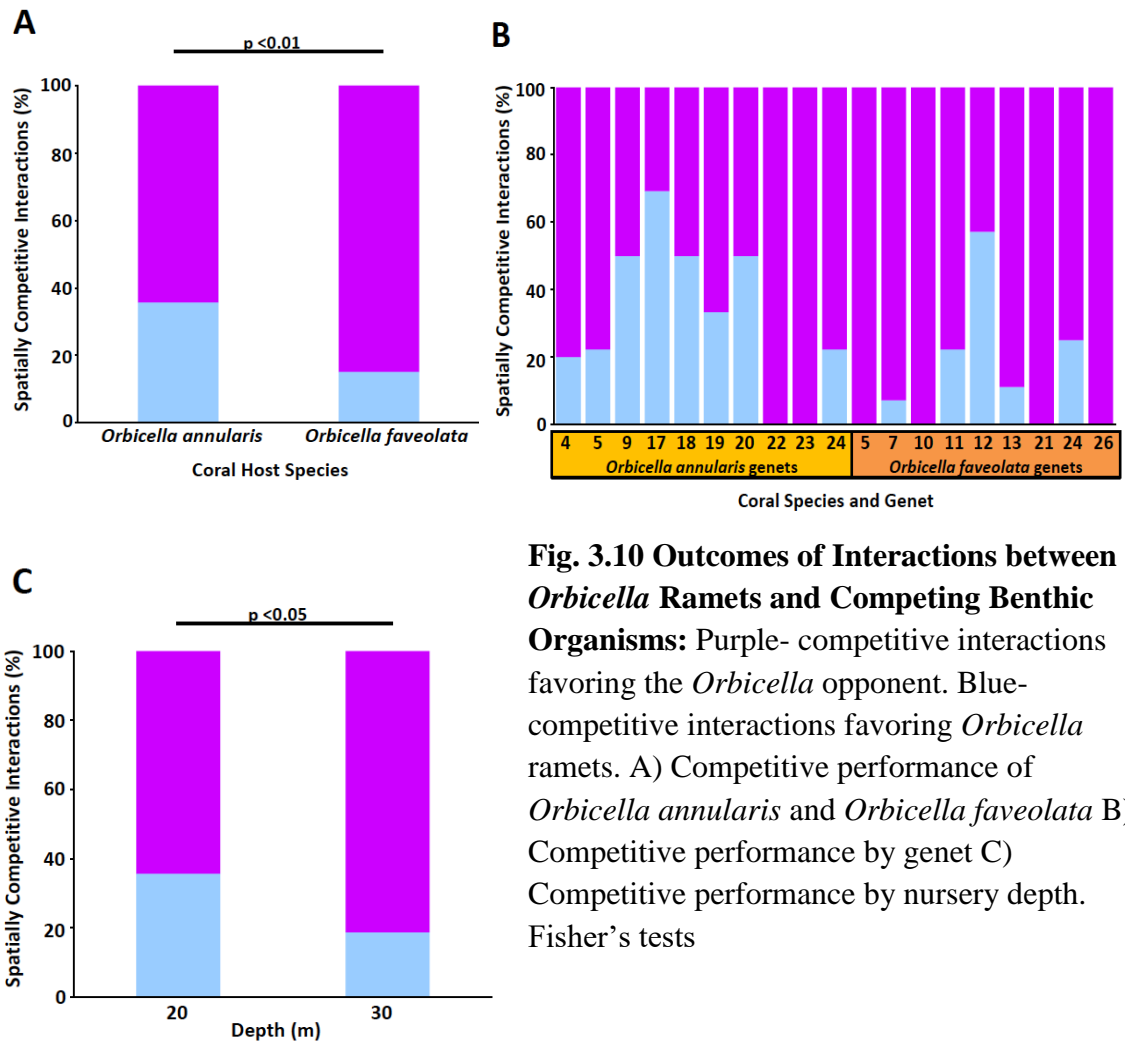 A
p <0.01
Spatially Competitive Interactions (%)
100
80
60
40
20
0
Orbicella annularis Orbicella faveolata
Coral Host Species
B
Spatially Competitive Interactions (%)
100
80
60
40
20
0
4 5 9 17 18 19 20 22 23 24 5 7 10 11 12 13 21 24 26
Orbicella annularis genets Orbicella faveolata genets
Coral Species and Genet
C
p <0.05
Spatially Competitive Interactions (%)
100
80
60
40
20
0
20 30
Depth (m)
Fig. 3.10 Outcomes of Interactions between
Orbicella Ramets and Competing Benthic
Organisms: Purple- competitive interactions
favoring the Orbicella opponent. Blue-
competitive interactions favoring Orbicella
ramets. A) Competitive performance of
Orbicella annularis and Orbicella faveolata B)
Competitive performance by genet C)
Competitive performance by nursery depth.
Fisher's tests